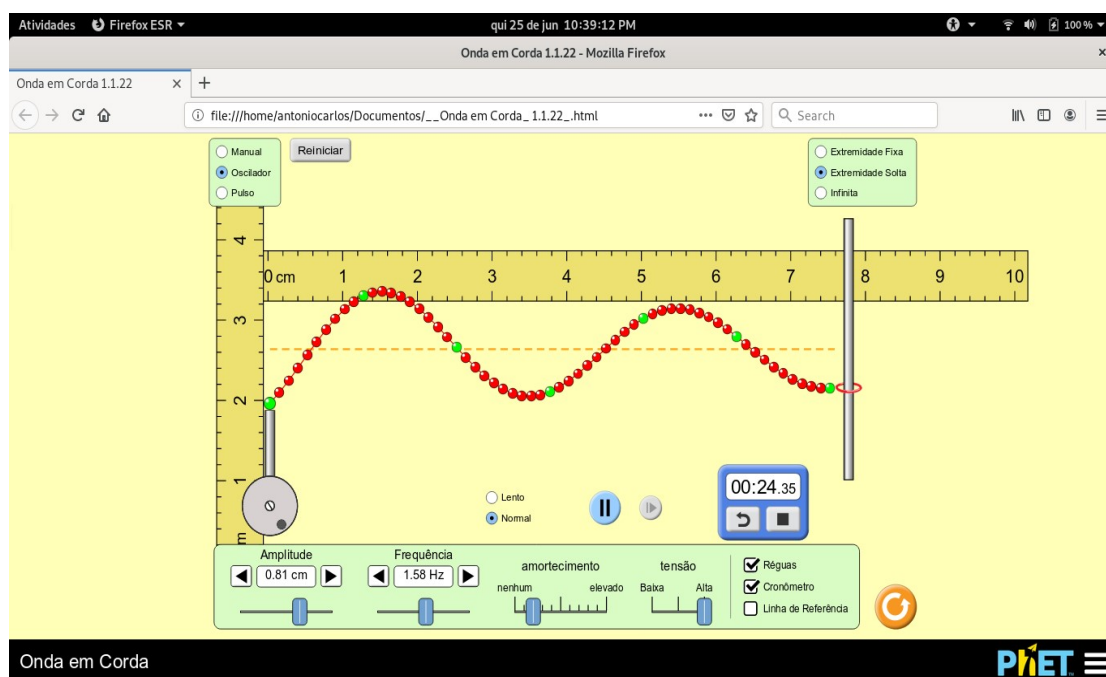 Atividades Firefox ESR qui 25 de jun 10:39:12 PM 100 %
Onda em Corda 1.1.22 - Mozilla Firefox
Onda em Corda 1.1.22
file:///home/antoniocarlos/Documentos/__Onda em Corda_ 1.1.22_.html Search
Manual
Oscilador
Pulso
Reiniciar
Extremidade Fixa
Extremidade Solta
Infinita
4
0 cm 1 2 3 4 5 6 7 8 9 10
3
2
1
00:24.35
Lento
Normal
Amplitude
0.81 cm
Frequência
1.58 Hz
amortecimento
nenhum elevado
tensão
Baixa Alta
Réguas
Cronômetro
Linha de Referência
Onda em Corda
PhET